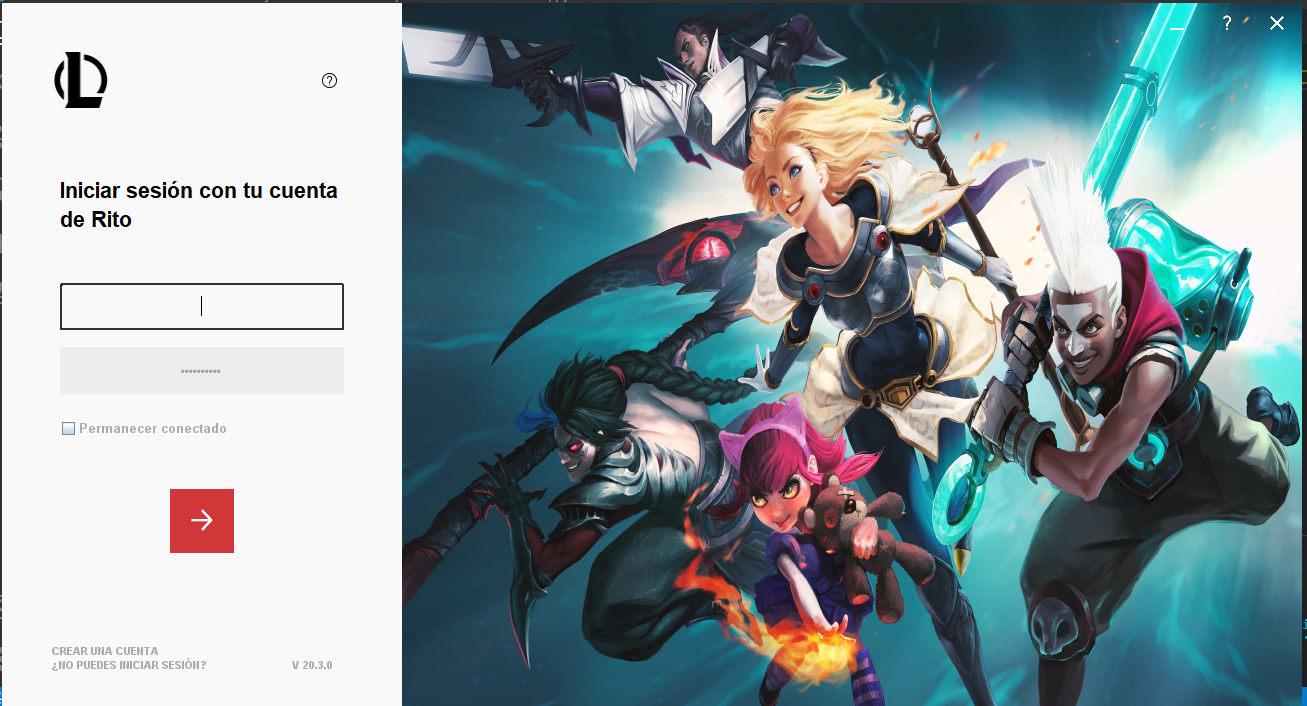 ?
Iniciar sesión con tu cuenta
de Rito
Permanecer conectado
CREAR UNA CUENTA
¿NO PUEDES INICIAR SESIÓN?
V 20.3.0